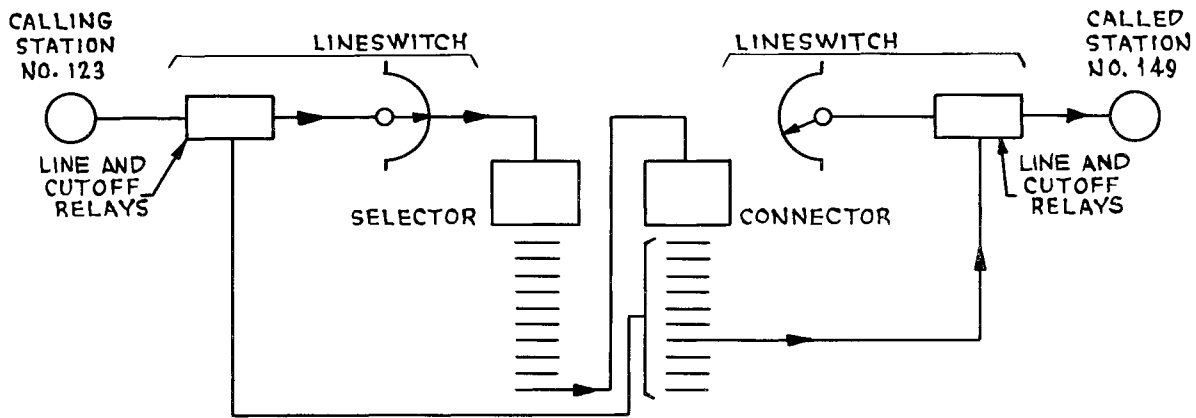 CALLING
STATION
NO. 123
LINESWITCH
LINESWITCH
CALLED
STATION
NO. 149
LINE AND
CUTOFF
RELAYS
SELECTOR
CONNECTOR
LINE AND
CUTOFF
RELAYS